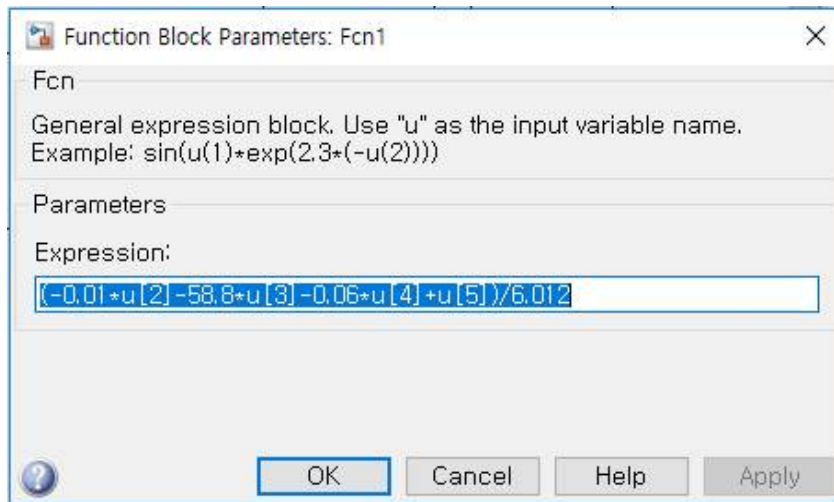 Function Block Parameters: Fcn1
Fcn
General expression block. Use "u" as the input variable name.
Example: sin(u(1)*exp(2.3*(-u(2))))
Parameters
Expression:
(-0.01*u[2]-58.8*u[3]-0.06*u[4]+u[5])/6.012
OK Cancel Help Apply